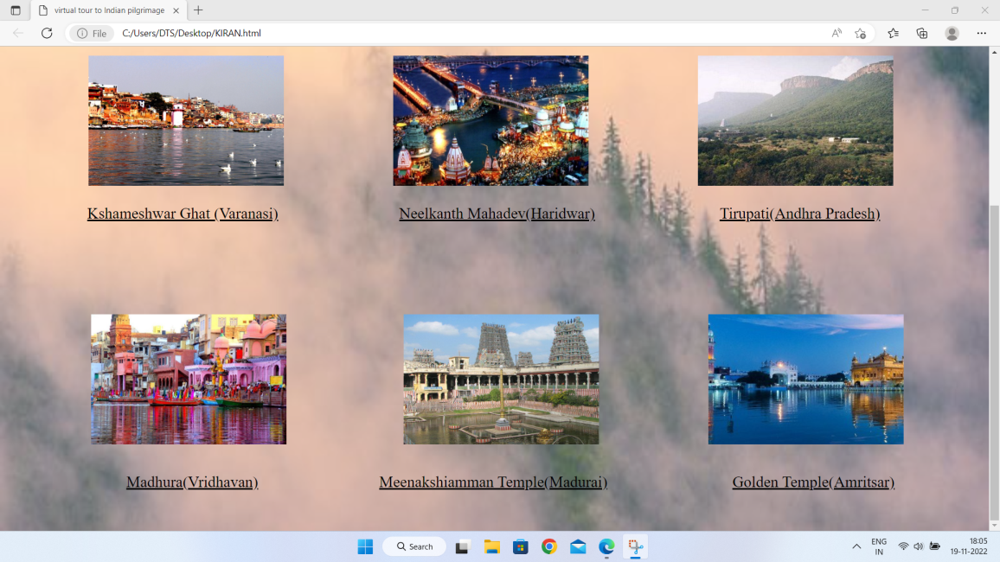 virtual tour to Indian pilgrimage
File
C:/Users/DTS/Desktop/KIRAN.html
Kshameshwar Ghat (Varanasi)
Neelkanth Mahadev(Haridwar)
Tirupati(Andhra Pradesh)
Madhura(Vridhavan)
Meenakshiamman Temple(Madurai)
Golden Temple(Amritsar)
Search
ENG
IN
18:05
19-11-2022